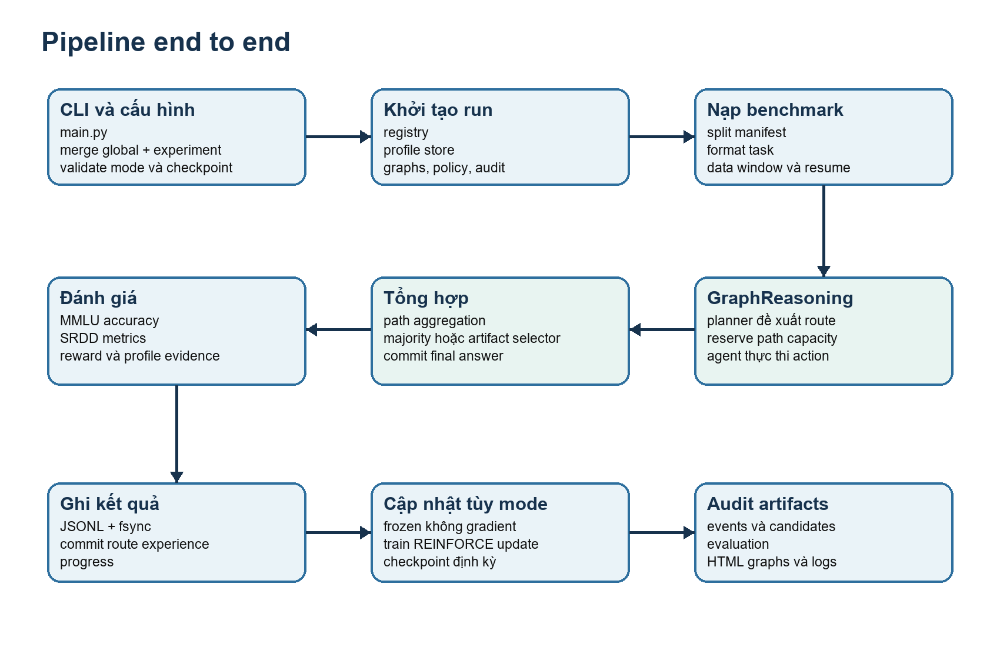 Pipeline end to end
CLI và cấu hình
main.py
merge global + experiment
validate mode và checkpoint
Khởi tạo run
registry
profile store
graphs, policy, audit
Nạp benchmark
split manifest
format task
data window và resume
GraphReasoning
planner đề xuất route
reserve path capacity
agent thực thi action
Tổng hợp
path aggregation
majority hoặc artifact selector
commit final answer
Đánh giá
MMLU accuracy
SRDD metrics
reward và profile evidence
Ghi kết quả
JSONL + fsync
commit route experience
progress
Cập nhật tùy mode
frozen không gradient
train REINFORCE update
checkpoint định kỳ
Audit artifacts
events và candidates
evaluation
HTML graphs và logs